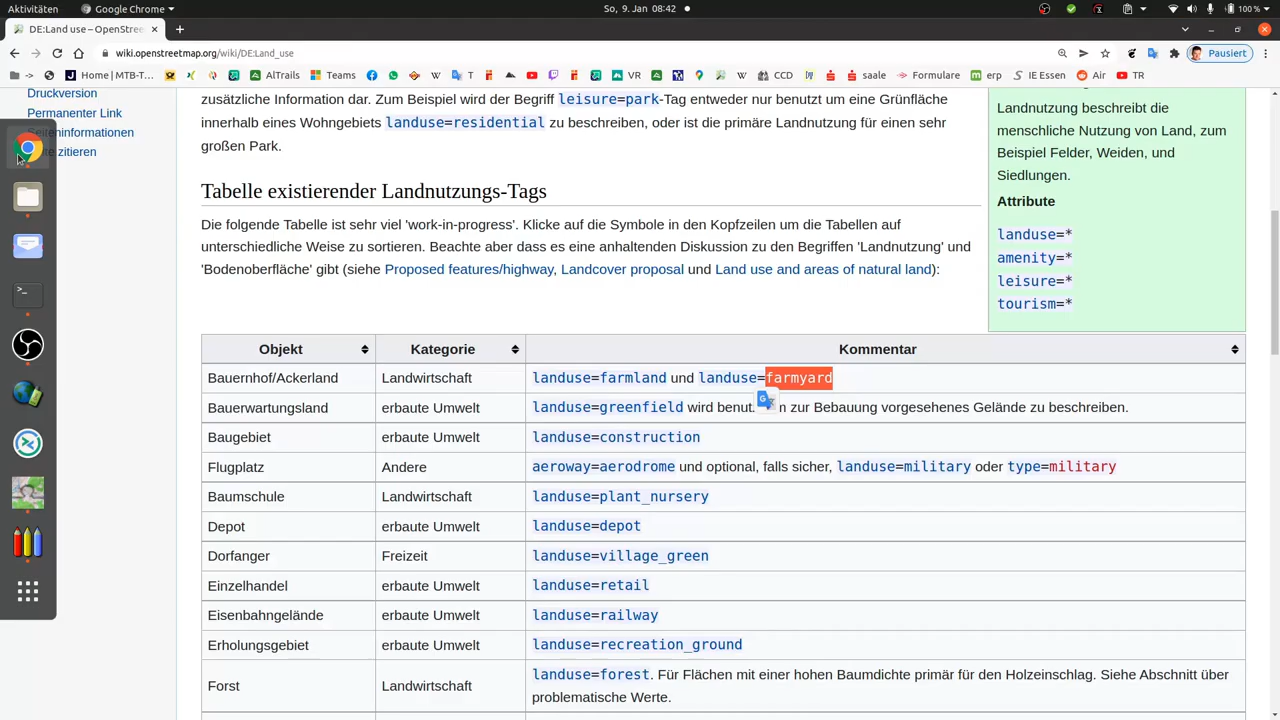 Aktivitäten
Google Chrome
So, 9. Jan 08:42
100 %
DE:Land use – OpenStree
wiki.openstreetmap.org/wiki/DE:Land_use
Pausiert
Home | MTB-T…
AlTrails
Teams
T
VR
CCD
saale
Formulare
erp
IE Essen
Air
TR
Druckversion
Permanenter Link
Seiteninformationen
zitieren
zusätzliche Information dar. Zum Beispiel wird der Begriff leisure=park-Tag entweder nur benutzt um eine Grünfläche
innerhalb eines Wohngebiets landuse=residential zu beschreiben, oder ist die primäre Landnutzung für einen sehr
großen Park.
Tabelle existierender Landnutzungs-Tags
Die folgende Tabelle ist sehr viel 'work-in-progress'. Klicke auf die Symbole in den Kopfzeilen um die Tabellen auf
unterschiedliche Weise zu sortieren. Beachte aber dass es eine anhaltenden Diskussion zu den Begriffen 'Landnutzung' und
'Bodenoberfläche' gibt (siehe Proposed features/highway, Landcover proposal und Land use and areas of natural land):
Landnutzung beschreibt die
menschliche Nutzung von Land, zum
Beispiel Felder, Weiden, und
Siedlungen.
Attribute
landuse=*
amenity=*
leisure=*
tourism=*
Objekt Kategorie Kommentar
Bauernhof/Ackerland Landwirtschaft landuse=farmland und landuse=farmyard
Bauerwartungsland erbaute Umwelt landuse=greenfield wird zur Bebauung vorgesehenes Gelände zu beschreiben.
Baugebiet erbaute Umwelt landuse=construction
Flugplatz Andere aeroway=aerodrome und optional, falls sicher, landuse=military oder type=military
Baumschule Landwirtschaft landuse=plant_nursery
Depot erbaute Umwelt landuse=depot
Dorfanger Freizeit landuse=village_green
Einzelhandel erbaute Umwelt landuse=retail
Eisenbahngelände erbaute Umwelt landuse=railway
Erholungsgebiet erbaute Umwelt landuse=recreation_ground
Forst Landwirtschaft landuse=forest. Für Flächen mit einer hohen Baumdichte primär für den Holzeinschlag. Siehe Abschnitt über
problematische Werte.